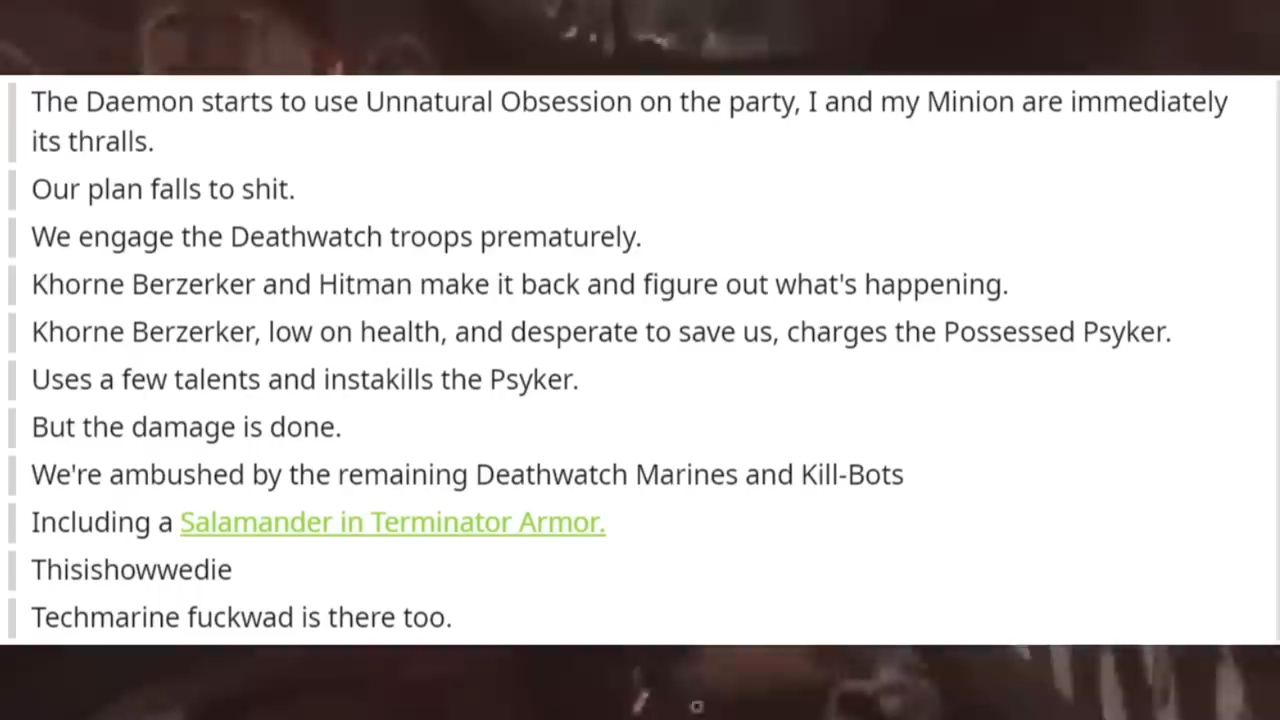 The Daemon starts to use Unnatural Obsession on the party, I and my Minion are immediately
its thralls.
Our plan falls to shit.
We engage the Deathwatch troops prematurely.
Khorne Berzerker and Hitman make it back and figure out what's happening.
Khorne Berzerker, low on health, and desperate to save us, charges the Possessed Psyker.
Uses a few talents and instakills the Psyker.
But the damage is done.
We're ambushed by the remaining Deathwatch Marines and Kill-Bots
Including a Salamander in Terminator Armor.
Thisishowwedie
Techmarine fuckwad is there too.